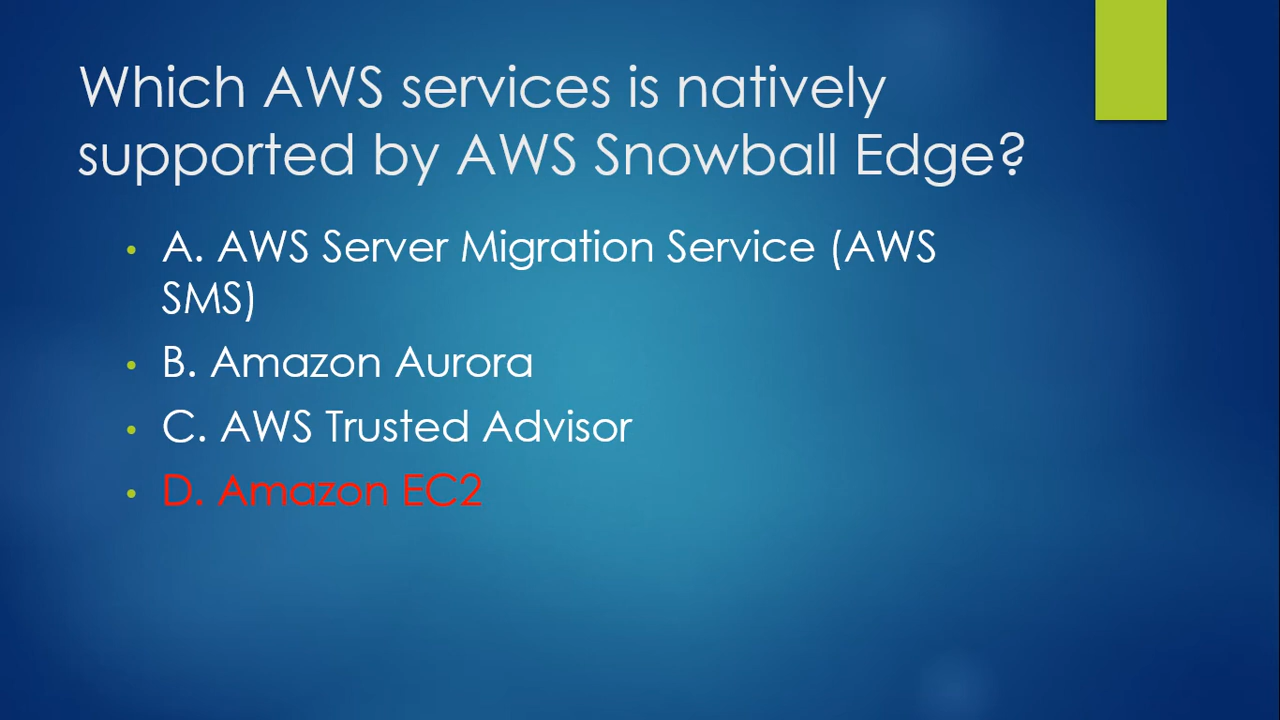 Which AWS services is natively
supported by AWS Snowball Edge?
• A. AWS Server Migration Service (AWS
SMS)
• B. Amazon Aurora
• C. AWS Trusted Advisor
• D. Amazon EC2